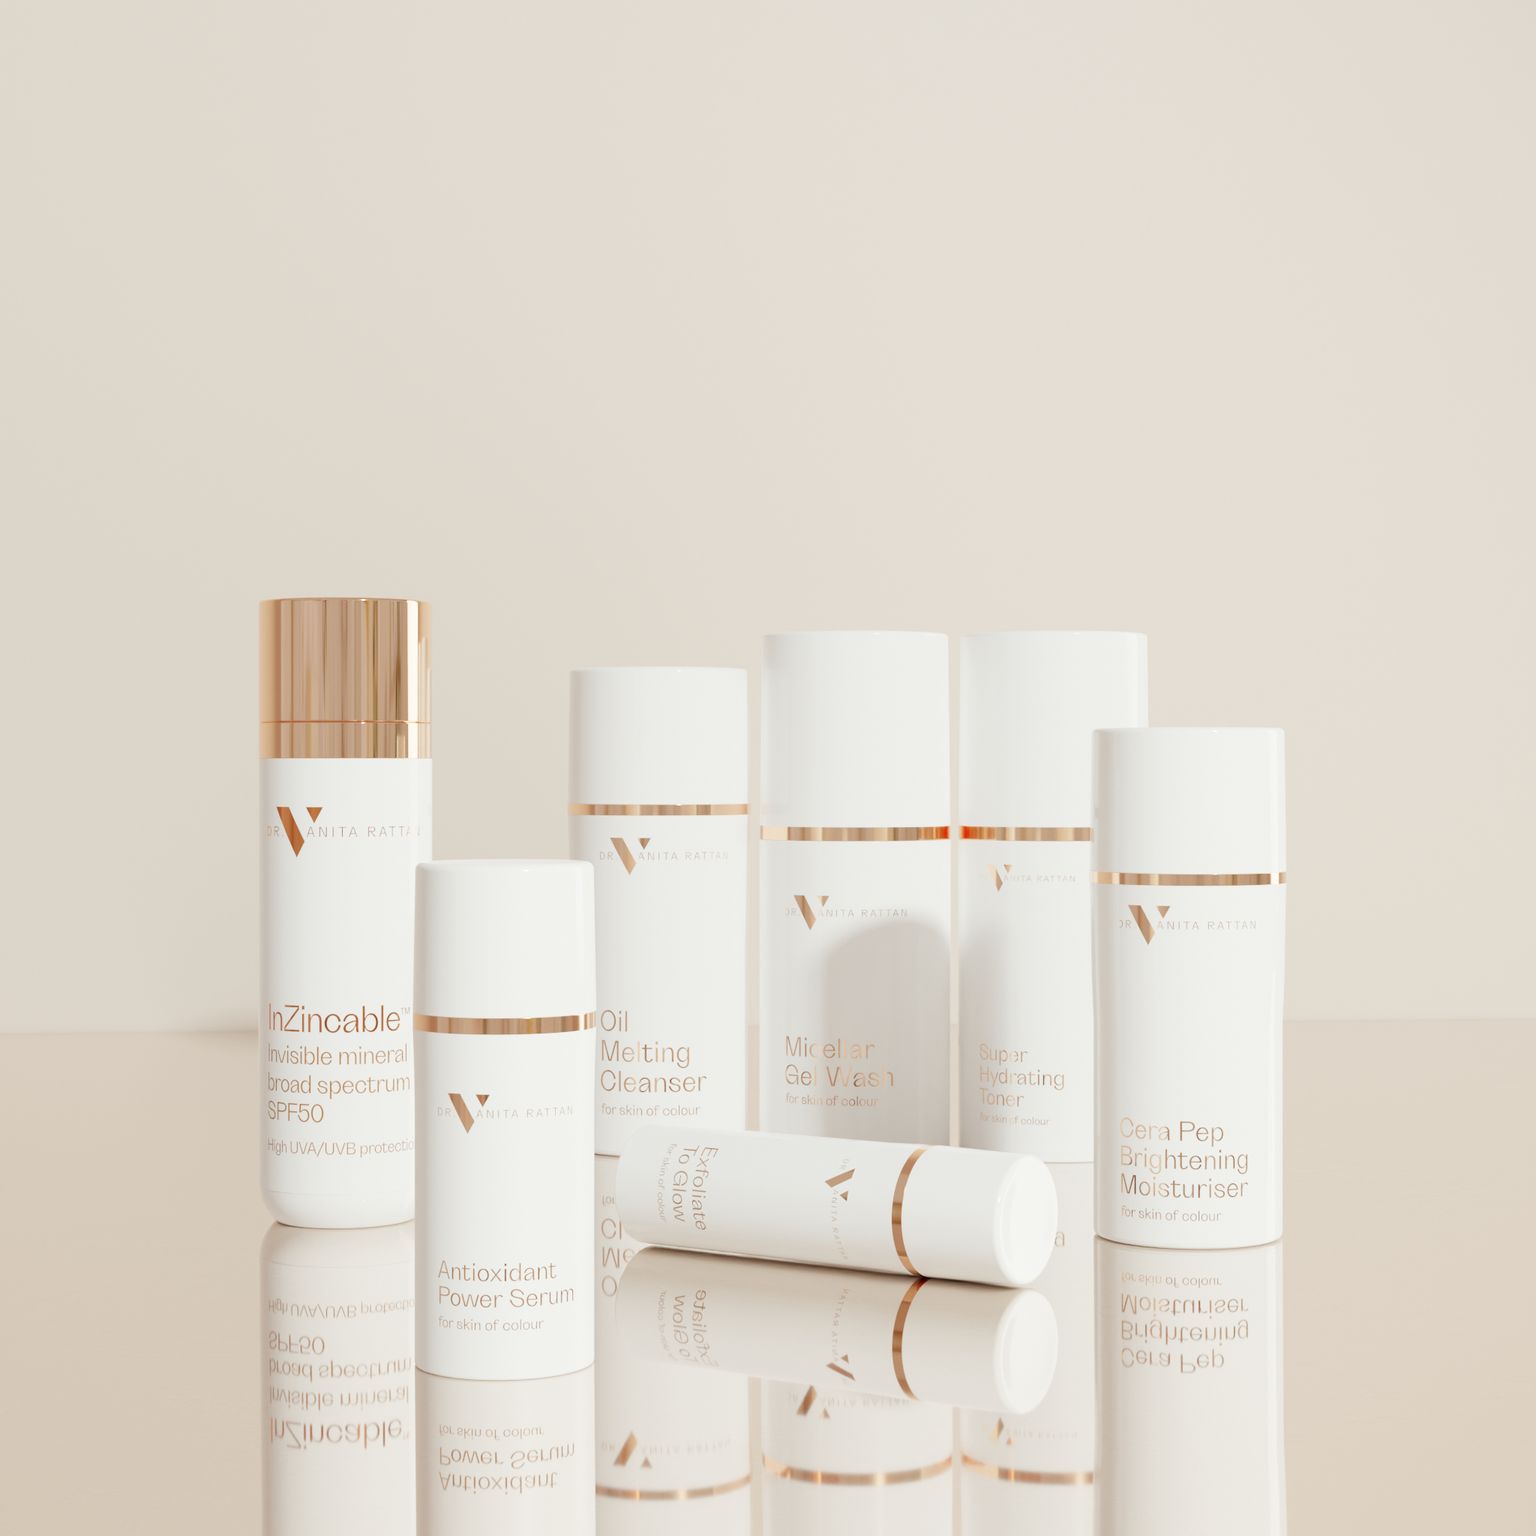 DR. VANITA RATTAN
InZincable™
Invisible mineral
broad spectrum
SPF50
High UVA/UVB protectio
DR. VANITA RATTAN
Antioxidant
Power Serum
for skin of colour
DR. VANITA RATTAN
Oil
Melting
Cleanser
for skin of colour
DR. VANITA RATTAN
Micellar
Gel Wash
for skin of colour
DR. VANITA RATTAN
Super
Hydrating
Toner
for skin of colour
DR. VANITA RATTAN
Exfoliate
To Glow
for skin of colour
DR. VANITA RATTAN
Cera Pep
Brightening
Moisturiser
for skin of colour